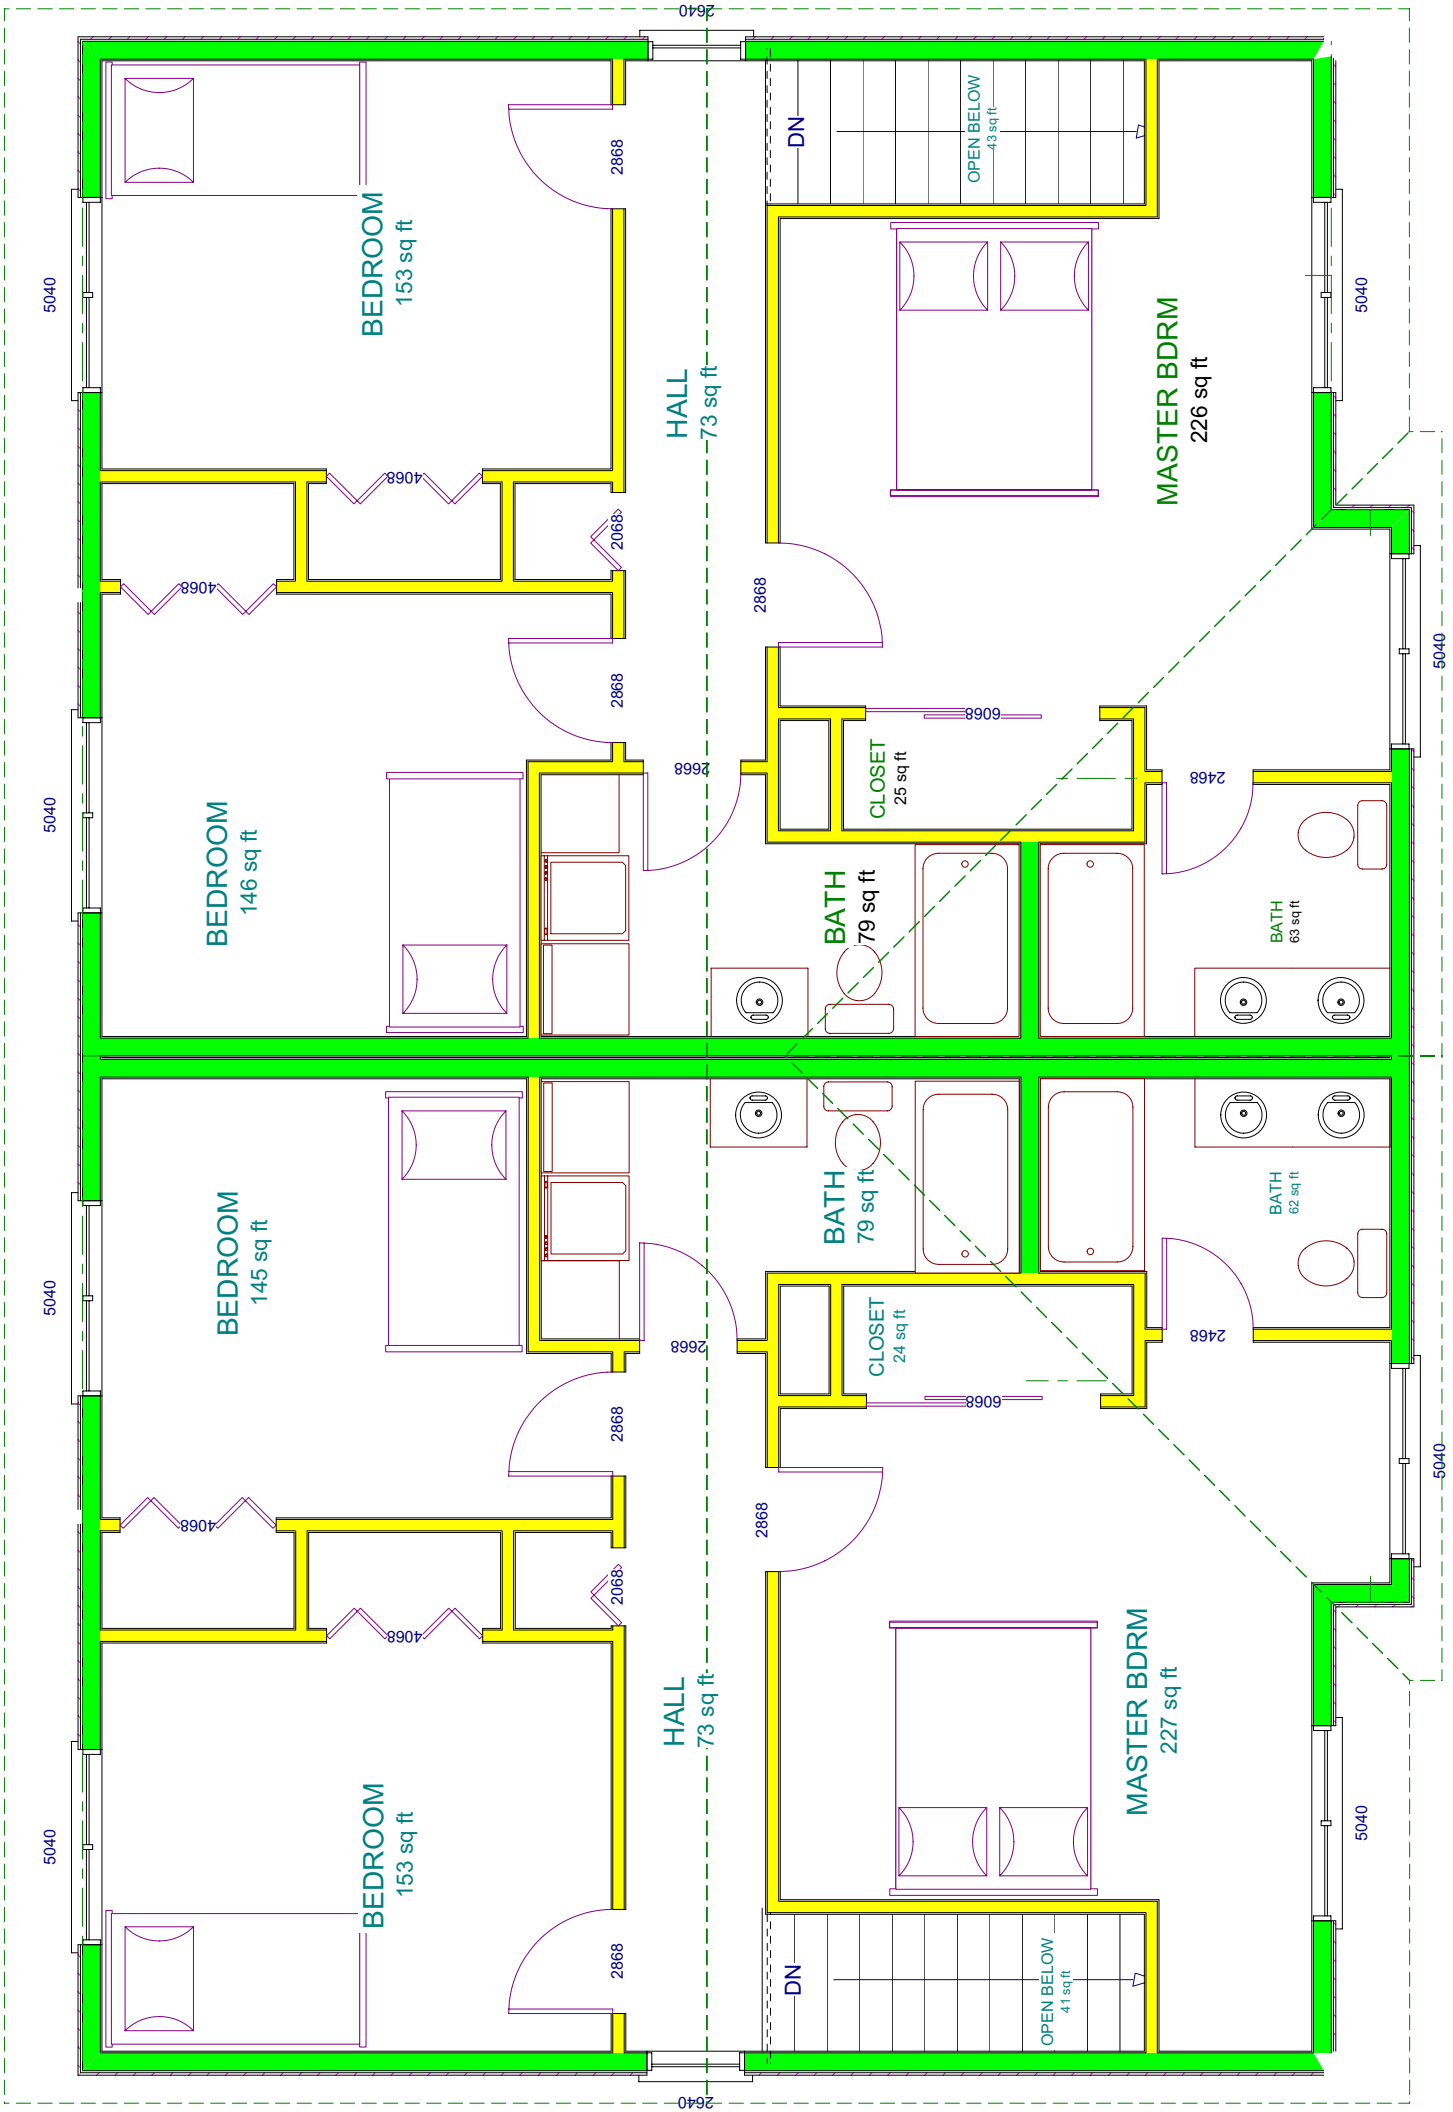 2640
5040
BEDROOM
153 sq ft
2868
DN
OPEN BELOW
43 sq ft
5040
HALL
73 sq ft
MASTER BDRM
226 sq ft
4068
2068
4068
2868
2868
5040
5040
BEDROOM
146 sq ft
2668
6068
CLOSET
25 sq ft
2468
BATH
79 sq ft
BATH
63 sq ft
BEDROOM
145 sq ft
BATH
79 sq ft
BATH
62 sq ft
5040
2668
CLOSET
24 sq ft
2468
2868
6068
5040
4068
2868
2068
4068
HALL
73 sq ft
MASTER BDRM
227 sq ft
5040
BEDROOM
153 sq ft
5040
2868
DN
OPEN BELOW
41 sq ft
2640